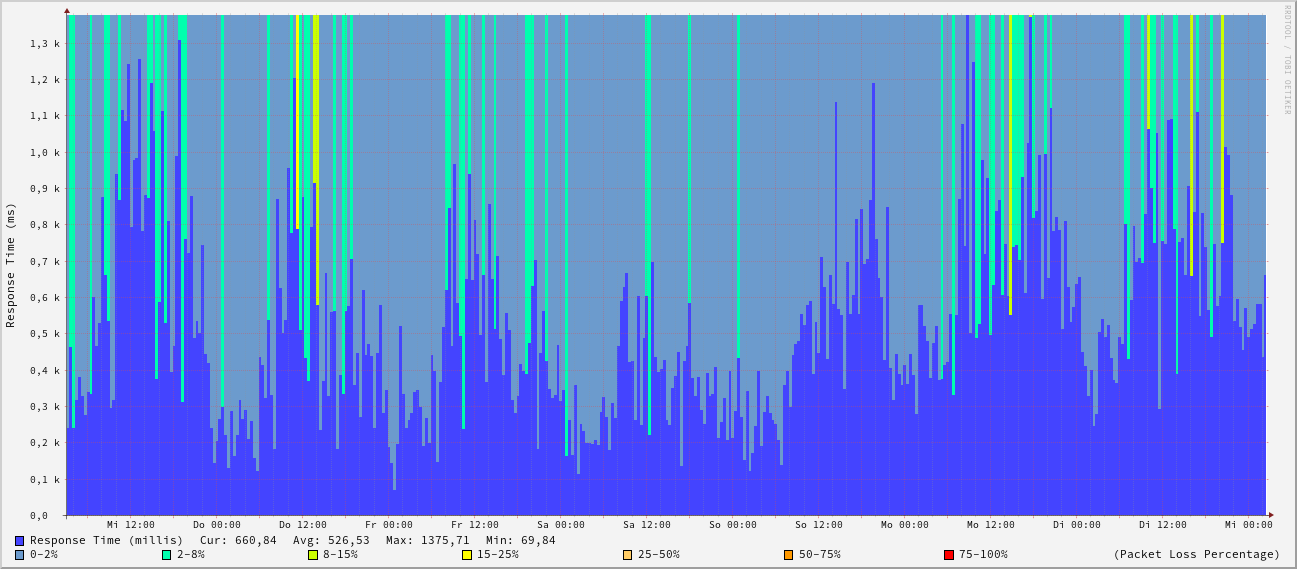 RRDTOOL / TOBI OETIKER
Response Time (ms)
1,3 k
1,2 k
1,1 k
1,0 k
0,9 k
0,8 k
0,7 k
0,6 k
0,5 k
0,4 k
0,3 k
0,2 k
0,1 k
0,0
Mi 12:00 Do 00:00 Do 12:00 Fr 00:00 Fr 12:00 Sa 00:00 Sa 12:00 So 00:00 So 12:00 Mo 00:00 Mo 12:00 Di 00:00 Di 12:00 Mi 00:00
Response Time (millis) Cur: 660,84 Avg: 526,53 Max: 1375,71 Min: 69,84
0-2% 2-8% 8-15% 15-25% 25-50% 50-75% 75-100% (Packet Loss Percentage)